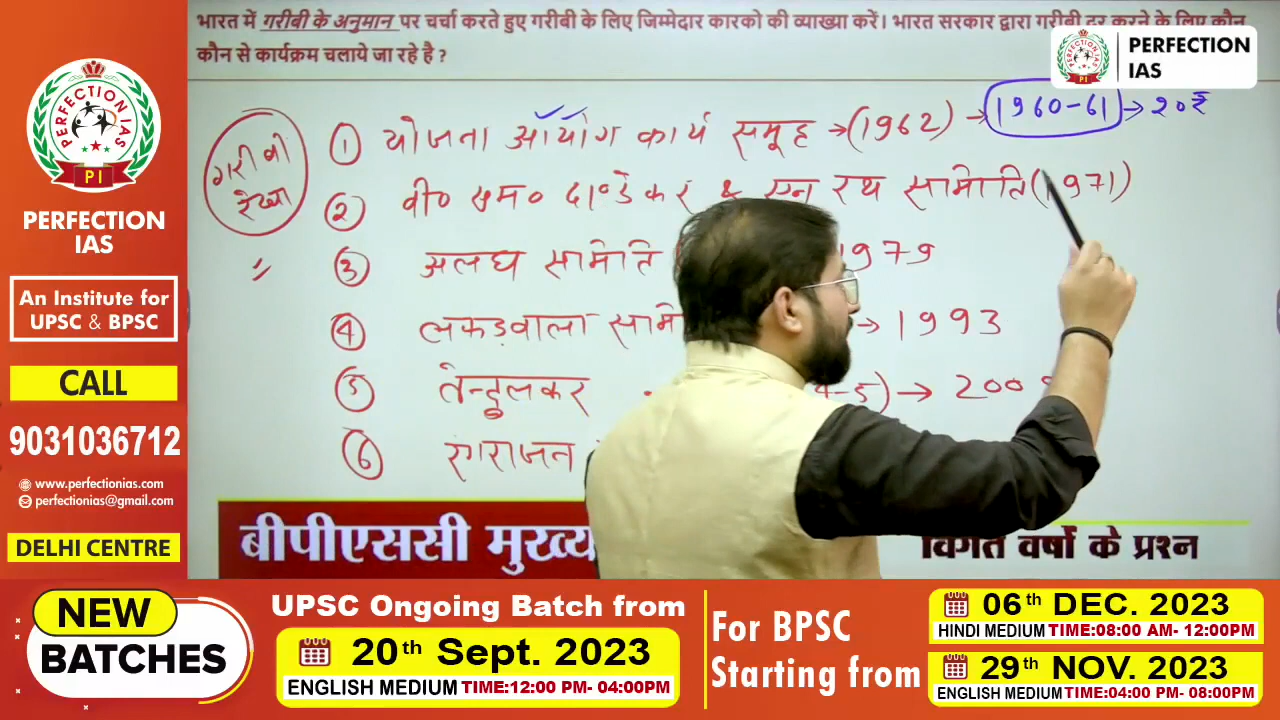 भारत में गरीबी के अनुमान पर चर्चा करते हुए गरीबी के लिए जिम्मेदार कारको की व्याख्या करें। भारत सरकार द्वारा गरीबी दूर करने के लिए कौन
कौन से कार्यक्रम चलाये जा रहे है ?
PERFECTION
IAS
PERFECTION IAS
PI
PERFECTION
IAS
An Institute for
UPSC & BPSC
CALL
9031036712
www.perfectionias.com
perfectionias@gmail.com
DELHI CENTRE
गरीबी
रेखा
① योजना आयोग कार्य समूह → (1962) → 1960-61 → 20₹
② वी० एम० दाण्डेकर & एन रथ समिति (1971)
③ अलघ समिति 1979
④ लकड़वाला → 1993
⑤ तेन्दुलकर 4-5) → 200
⑥ रंगराजन
बीपीएससी मुख्य
विगत वर्षों के प्रश्न
NEW
BATCHES
UPSC Ongoing Batch from
20th Sept. 2023
ENGLISH MEDIUM TIME:12:00 PM- 04:00PM
For BPSC
Starting from
06th DEC. 2023
HINDI MEDIUM TIME:08:00 AM- 12:00PM
29th NOV. 2023
ENGLISH MEDIUM TIME:04:00 PM- 08:00PM